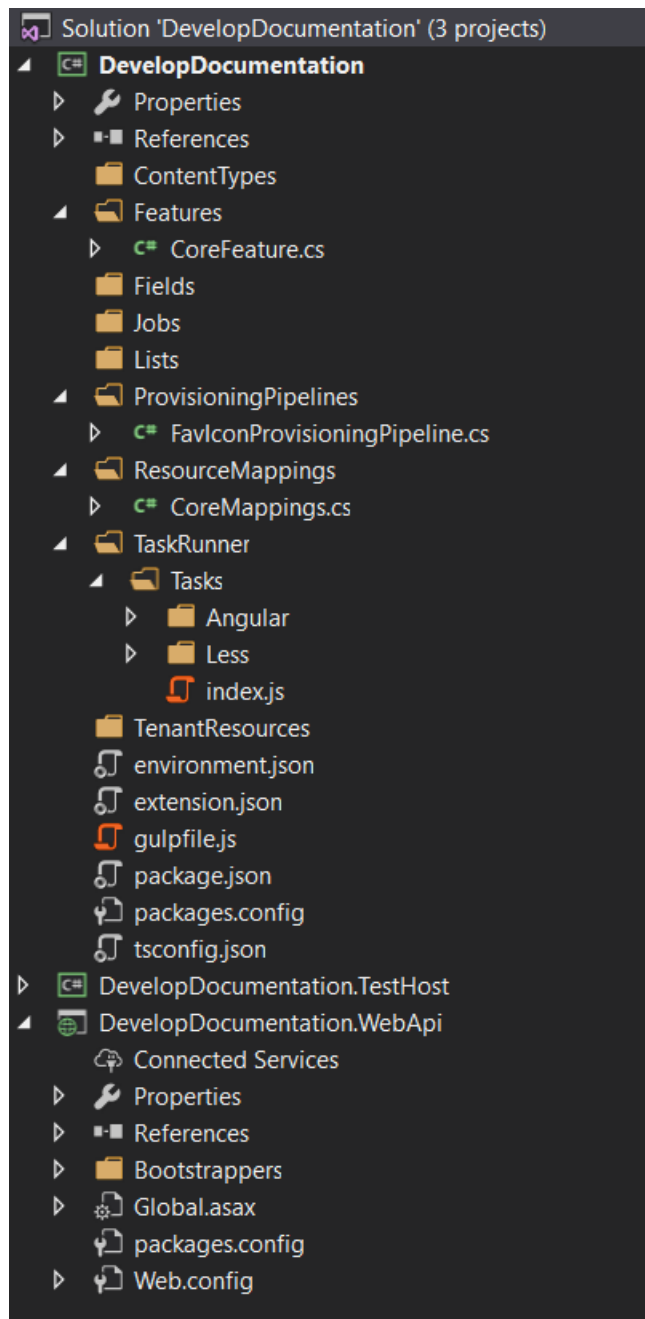 Solution 'DevelopDocumentation' (3 projects)
C# DevelopDocumentation
Properties
References
ContentTypes
Features
C# CoreFeature.cs
Fields
Jobs
Lists
ProvisioningPipelines
C# FavIconProvisioningPipeline.cs
ResourceMappings
C# CoreMappings.cs
TaskRunner
Tasks
Angular
Less
index.js
TenantResources
environment.json
extension.json
gulpfile.js
package.json
packages.config
tsconfig.json
C# DevelopDocumentation.TestHost
DevelopDocumentation.WebApi
Connected Services
Properties
References
Bootstrappers
Global.asax
packages.config
Web.config